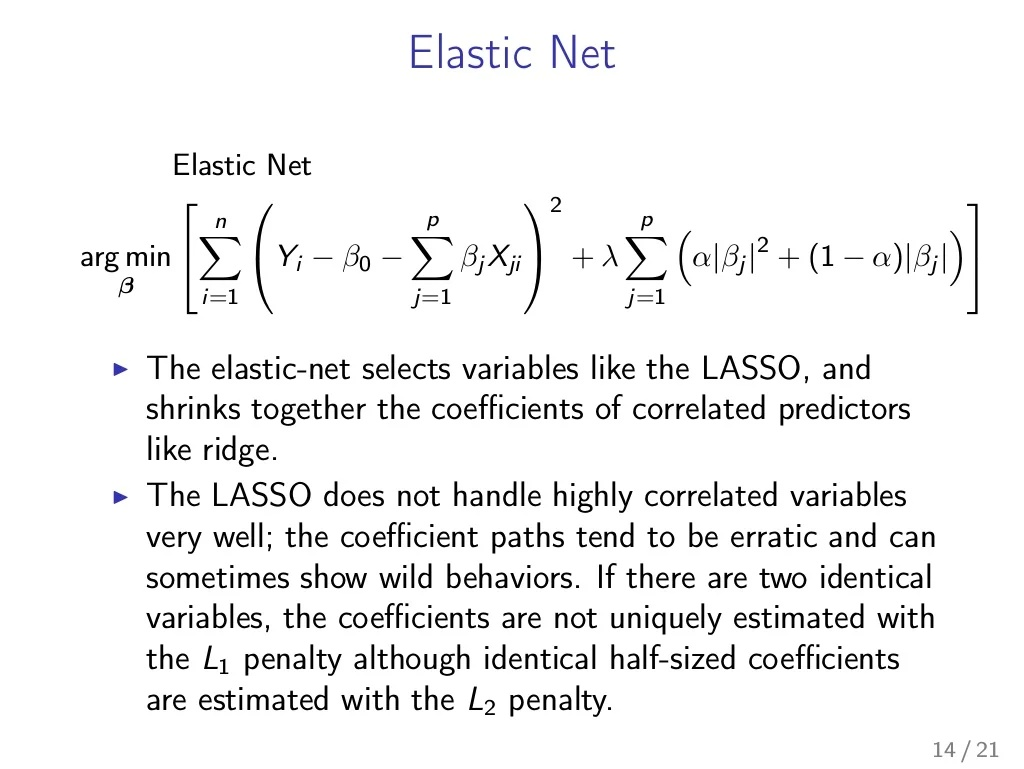 Elastic Net
Elastic Net
arg min_β [ ∑_{i=1}^{n} ( Y_i − β_0 − ∑_{j=1}^{p} β_j X_{ji} )^2 + λ ∑_{j=1}^{p} ( α|β_j|^2 + (1 − α)|β_j| ) ]
▶ The elastic-net selects variables like the LASSO, and
shrinks together the coefficients of correlated predictors
like ridge.
▶ The LASSO does not handle highly correlated variables
very well; the coefficient paths tend to be erratic and can
sometimes show wild behaviors. If there are two identical
variables, the coefficients are not uniquely estimated with
the L_1 penalty although identical half-sized coefficients
are estimated with the L_2 penalty.
14 / 21